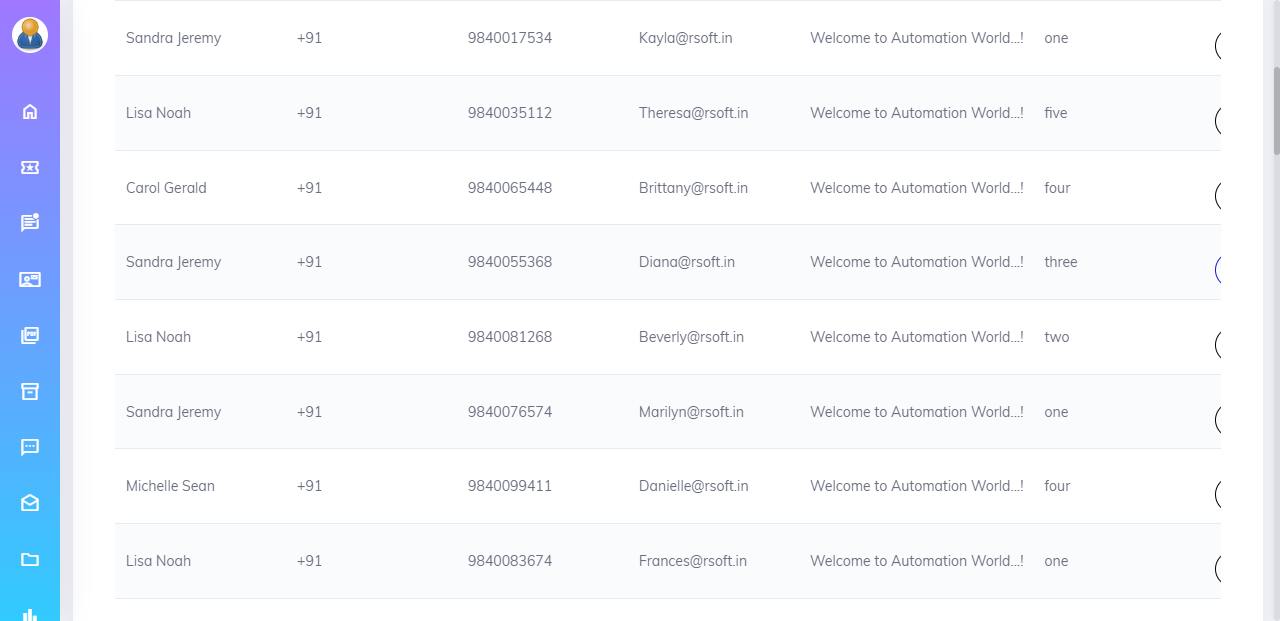 Sandra Jeremy +91 9840017534 Kayla@rsoft.in Welcome to Automation World...! one
Lisa Noah +91 9840035112 Theresa@rsoft.in Welcome to Automation World...! five
Carol Gerald +91 9840065448 Brittany@rsoft.in Welcome to Automation World...! four
Sandra Jeremy +91 9840055368 Diana@rsoft.in Welcome to Automation World...! three
Lisa Noah +91 9840081268 Beverly@rsoft.in Welcome to Automation World...! two
Sandra Jeremy +91 9840076574 Marilyn@rsoft.in Welcome to Automation World...! one
Michelle Sean +91 9840099411 Danielle@rsoft.in Welcome to Automation World...! four
Lisa Noah +91 9840083674 Frances@rsoft.in Welcome to Automation World...! one